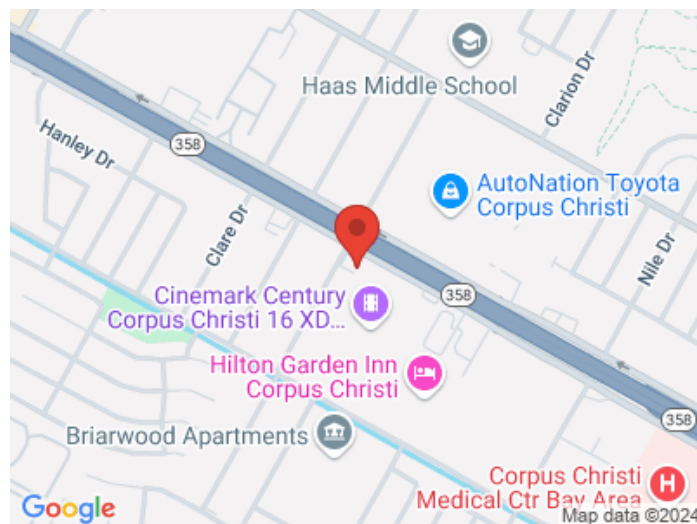 Haas Middle School
Clarion Dr
Hanley Dr
358
AutoNation Toyota
Corpus Christi
Clare Dr
Nile Dr
358
Cinemark Century
Corpus Christi 16 XD...
Hilton Garden Inn
Corpus Christi
358
Briarwood Apartments
H
Corpus Christi
Medical Ctr Bay Area
Google
Map data ©2024